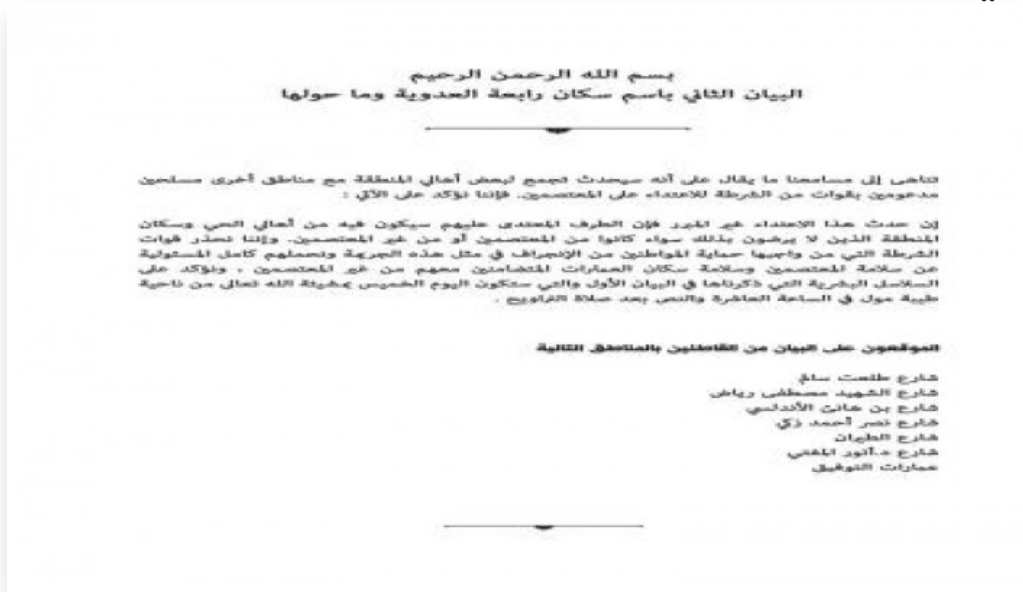 بسم الله الرحمن الرحيم
البيان الثاني باسم سكان رابعة العدوية وما حولها
تناهى إلى مسامعنا ما يقال على أنه سيحدث تجمع لبعض أهالي المنطقة مع مناطق أخرى مسلحين
مدعومين بقوات من الشرطة للاعتداء على المعتصمين، فإننا نؤكد على الآتي :
إن حدث هذا الاعتداء غير المبرر فإن الطرف المعتدى عليهم سيكون فيه من أهالي الحي وسكان
المنطقة الذين لا يرضون بذلك سواء كانوا من المعتصمين أو من غير المعتصمين. وإننا نحذر قوات
الشرطة التي من واجبها حماية المواطنين من الإنجراف في مثل هذه الجريمة ونحملهم كامل المسئولية
عن سلامة المعتصمين وسلامة سكان العمارات المتضامنين معهم من غير المعتصمين ، ونؤكد على
السلاسل البشرية التي ذكرناها في البيان الأول والتي ستكون اليوم الخميس بمشيئة الله تعالى من ناحية
طيبة مول في الساعة العاشرة والنص بعد صلاة التراويح .
الموقعون على البيان من القاطنين بالمناطق التالية
شارع طلعت سالم
شارع الشهيد مصطفى رياض
شارع بن هانئ الأندلسي
شارع نصر أحمد زكي
شارع الطيران
شارع د.أنور المفتي
عمارات التوفيق